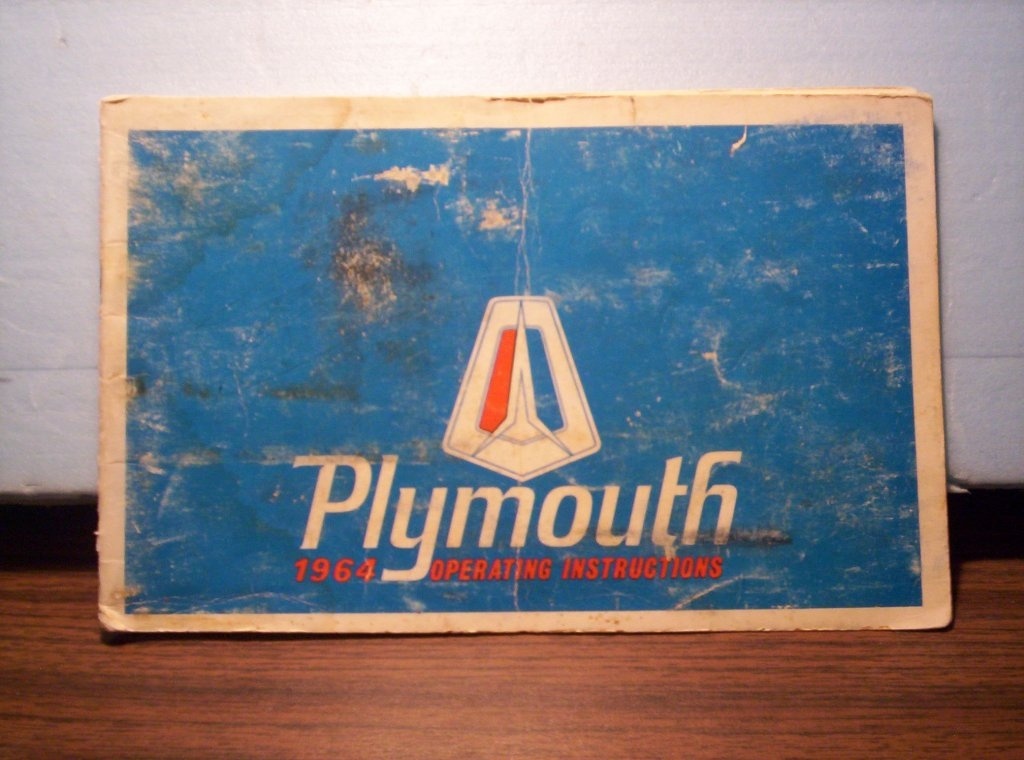 Plymouth
1964 OPERATING INSTRUCTIONS